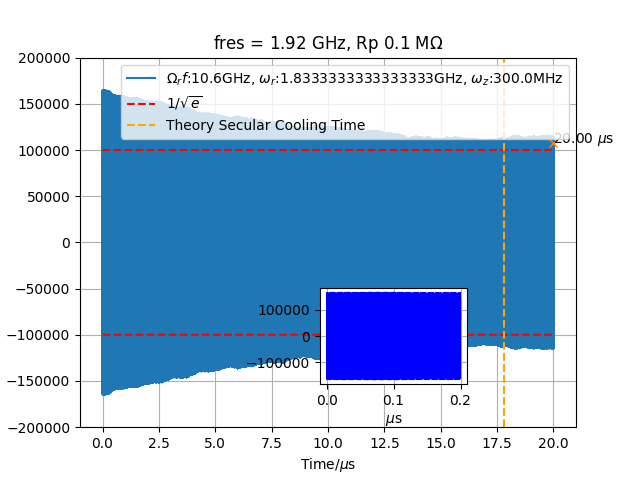 fres = 1.92 GHz, Rp 0.1 MΩ
200000
150000
100000
50000
0
−50000
−100000
−150000
−200000
Ω_rf:10.6GHz, ω_r:1.8333333333333333GHz, ω_z:300.0MHz
1/√e
Theory Secular Cooling Time
20.00 μs
100000
0
−100000
0.0 0.1 0.2
μs
0.0 2.5 5.0 7.5 10.0 12.5 15.0 17.5 20.0
Time/μs